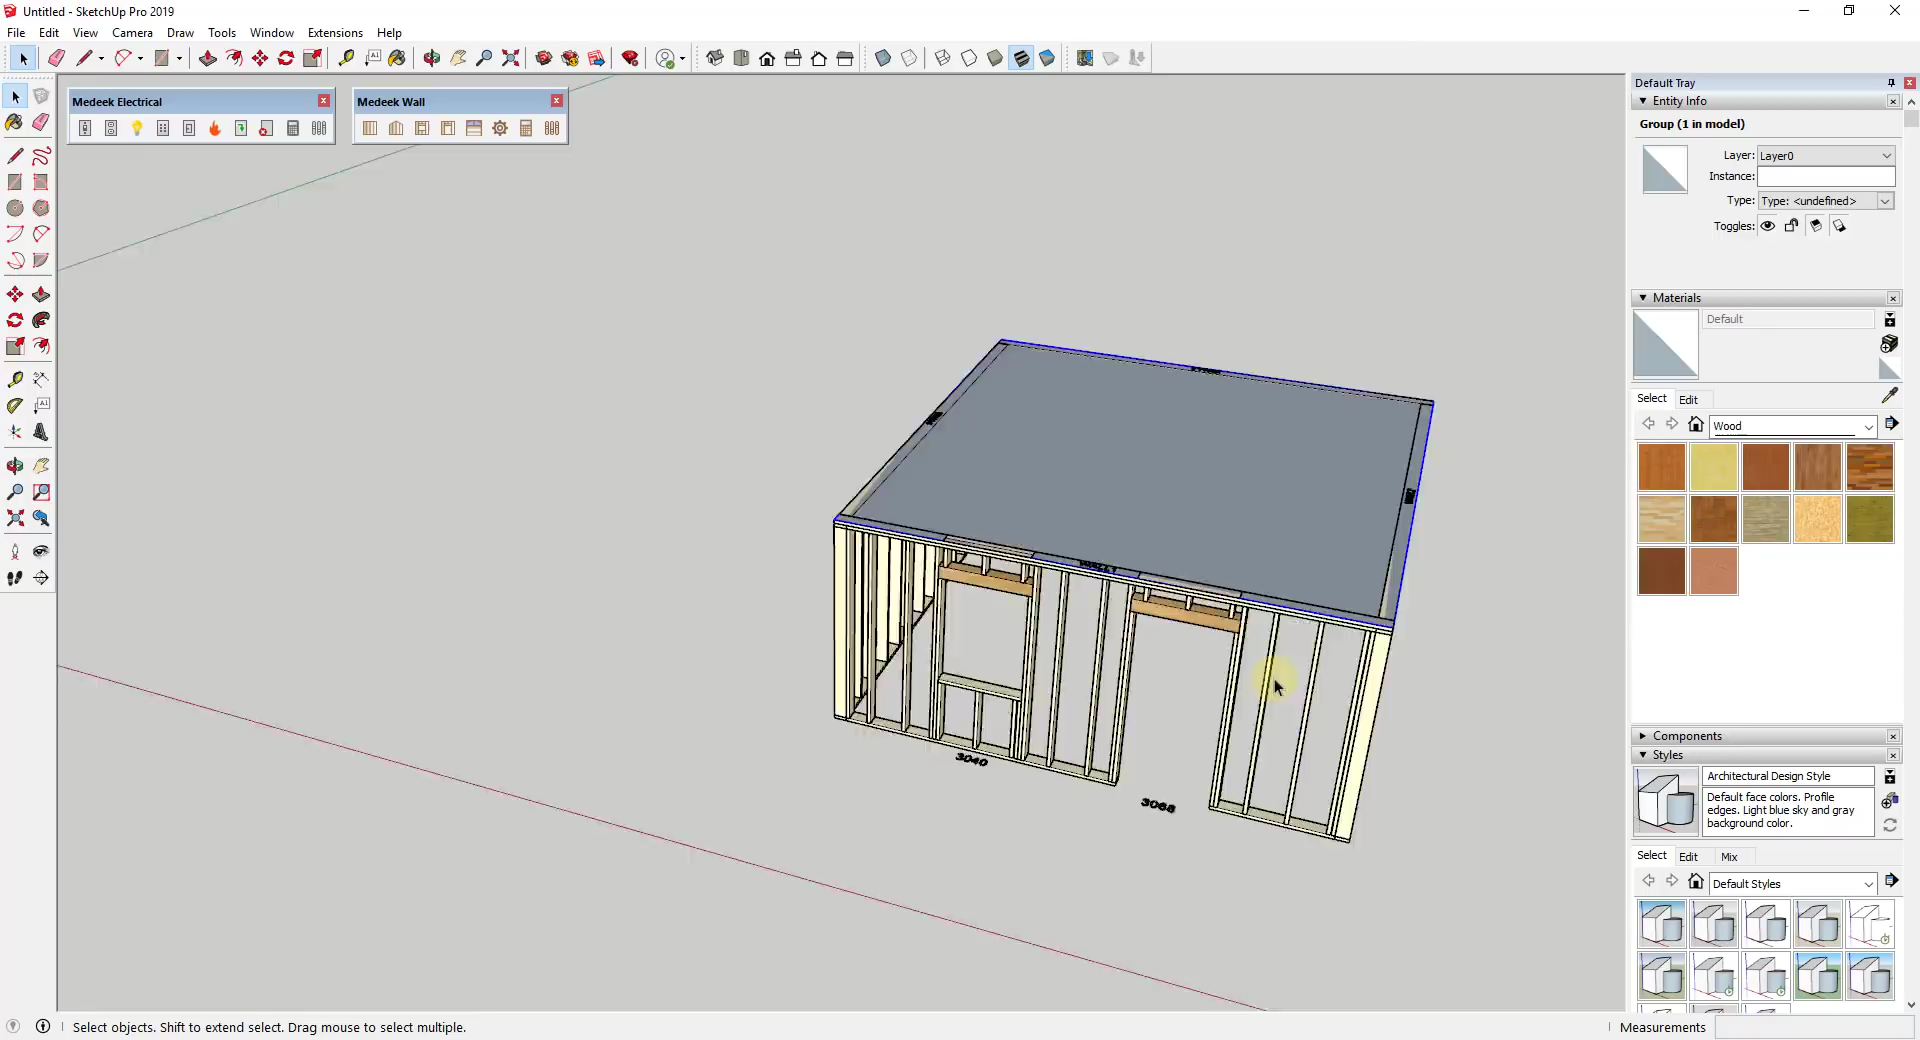 Untitled - SketchUp Pro 2019
File Edit View Camera Draw Tools Window Extensions Help
Medeek Electrical
Medeek Wall
Default Tray
Entity Info
Group (1 in model)
Layer: Layer0
Instance:
Type: Type: <undefined>
Toggles:
Materials
Default
Select Edit
Wood
Components
Styles
Architectural Design Style
Default face colors. Profile
edges. Light blue sky and gray
background color.
Select Edit Mix
Default Styles
3040
3068
Select objects. Shift to extend select. Drag mouse to select multiple.
Measurements